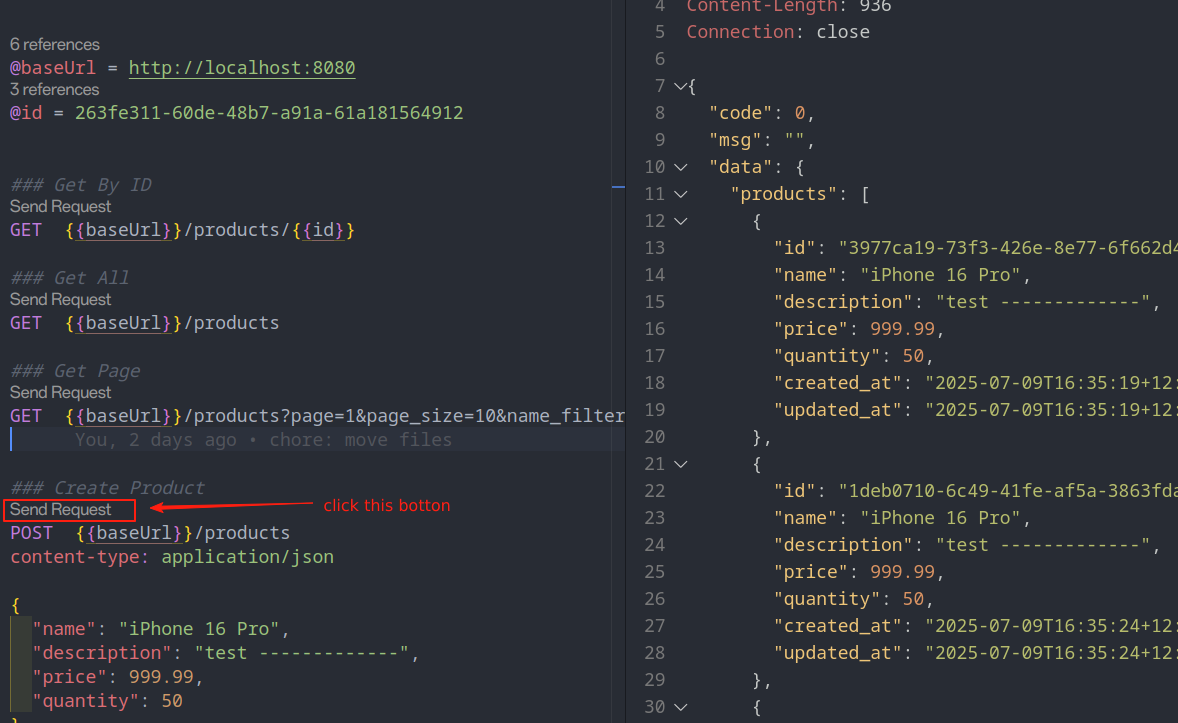 6 references
@baseUrl = http://localhost:8080
3 references
@id = 263fe311-60de-48b7-a91a-61a181564912
### Get By ID
Send Request
GET {{baseUrl}}/products/{{id}}
### Get All
Send Request
GET {{baseUrl}}/products
### Get Page
Send Request
GET {{baseUrl}}/products?page=1&page_size=10&name_filter
You, 2 days ago • chore: move files
### Create Product
Send Request
click this botton
POST {{baseUrl}}/products
content-type: application/json
{
"name": "iPhone 16 Pro",
"description": "test -------------",
"price": 999.99,
"quantity": 50
}
4 Content-Length: 936
5 Connection: close
6
7 {
8 "code": 0,
9 "msg": "",
10 "data": {
11 "products": [
12 {
13 "id": "3977ca19-73f3-426e-8e77-6f662d4
14 "name": "iPhone 16 Pro",
15 "description": "test -------------",
16 "price": 999.99,
17 "quantity": 50,
18 "created_at": "2025-07-09T16:35:19+12:
19 "updated_at": "2025-07-09T16:35:19+12:
20 },
21 {
22 "id": "1deb0710-6c49-41fe-af5a-3863fda
23 "name": "iPhone 16 Pro",
24 "description": "test -------------",
25 "price": 999.99,
26 "quantity": 50,
27 "created_at": "2025-07-09T16:35:24+12:
28 "updated_at": "2025-07-09T16:35:24+12:
29 },
30 {